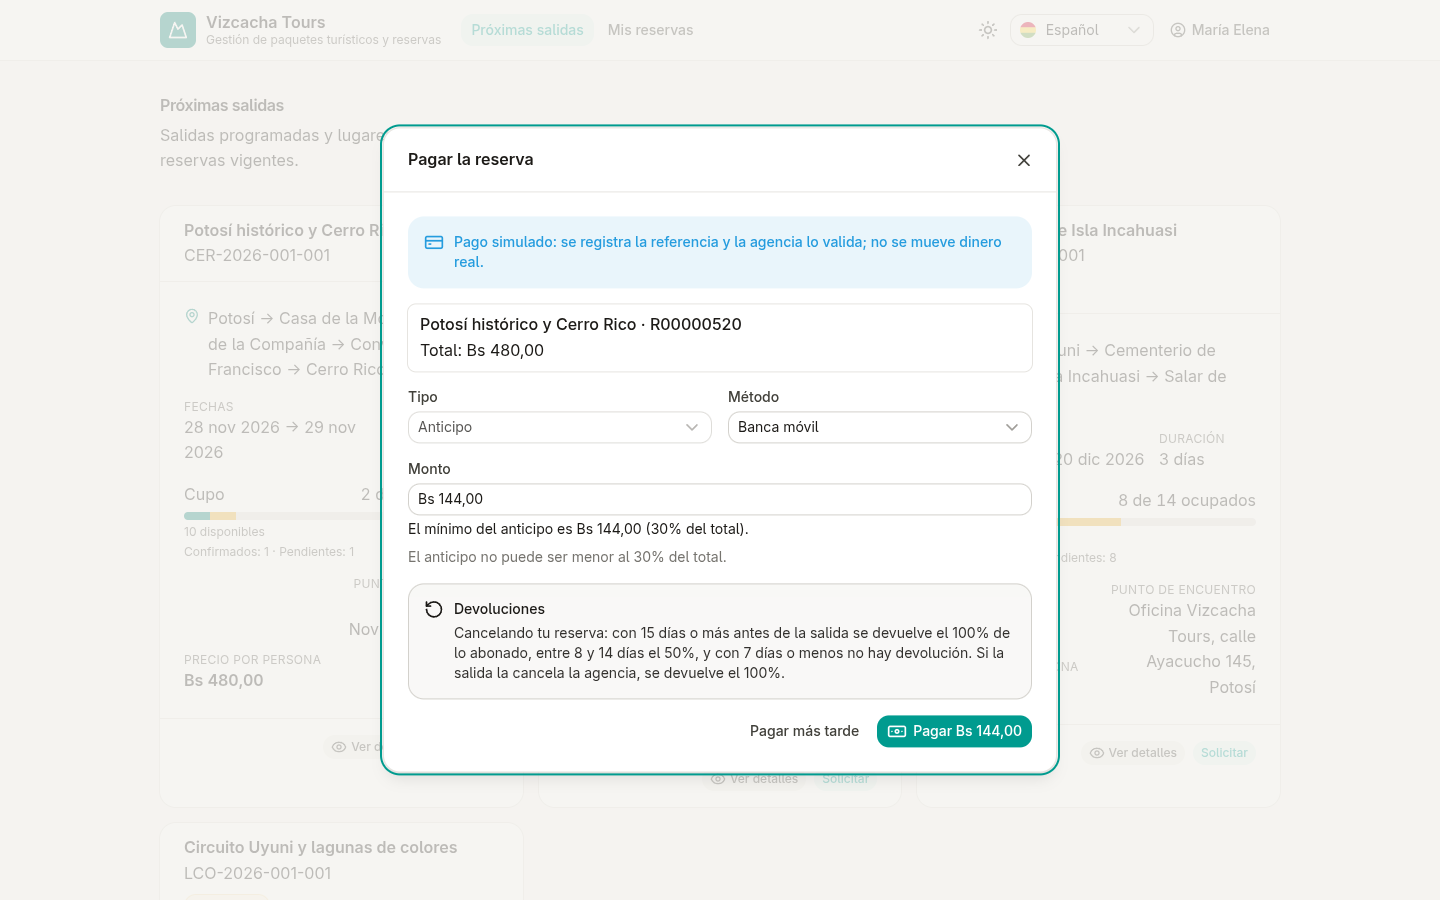 Vizcacha Tours
Gestión de paquetes turísticos y reservas
Próximas salidas
Mis reservas
Español
María Elena
Próximas salidas
Salidas programadas y lugare
reservas vigentes.
Pagar la reserva
Pago simulado: se registra la referencia y la agencia lo valida; no se mueve dinero
real.
Potosí histórico y Cerro Rico · R00000520
Total: Bs 480,00
Tipo
Método
Anticipo
Banca móvil
Monto
Bs 144,00
El mínimo del anticipo es Bs 144,00 (30% del total).
El anticipo no puede ser menor al 30% del total.
Devoluciones
Cancelando tu reserva: con 15 días o más antes de la salida se devuelve el 100% de
lo abonado, entre 8 y 14 días el 50%, y con 7 días o menos no hay devolución. Si la
salida la cancela la agencia, se devuelve el 100%.
Pagar más tarde
Pagar Bs 144,00
Potosí histórico y Cerro R
CER-2026-001-001
Potosí → Casa de la Mo
de la Compañía → Con
Francisco → Cerro Rico
FECHAS
28 nov 2026 → 29 nov
2026
Cupo
2 d
10 disponibles
Confirmados: 1 · Pendientes: 1
PUN
Nov
PRECIO POR PERSONA
Bs 480,00
Ver d
Ver detalles
Solicitar
e Isla Incahuasi
001
uni → Cementerio de
a Incahuasi → Salar de
DURACIÓN
20 dic 2026
3 días
8 de 14 ocupados
dientes: 8
PUNTO DE ENCUENTRO
Oficina Vizcacha
Tours, calle
Ayacucho 145,
Potosí
NA
Ver detalles
Solicitar
Circuito Uyuni y lagunas de colores
LCO-2026-001-001